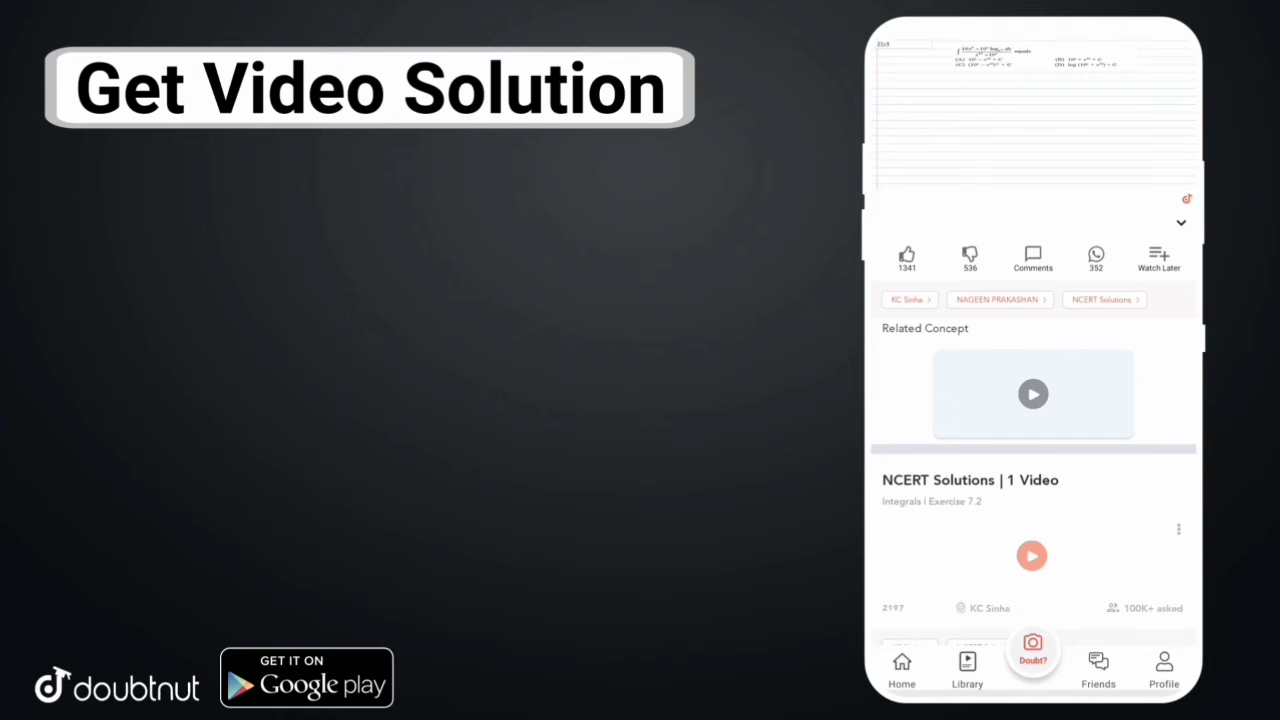 Get Video Solution
equals
KC Sinha
NAGEEN PRAKASHAN
NCERT Solutions
1341
536
Comments
352
Watch Later
Related Concept
NCERT Solutions | 1 Video
Integrals | Exercise 7.2
2197
KC Sinha
100K+ asked
Doubt?
Home
Library
Friends
Profile
doubtnut
GET IT ON
Google play